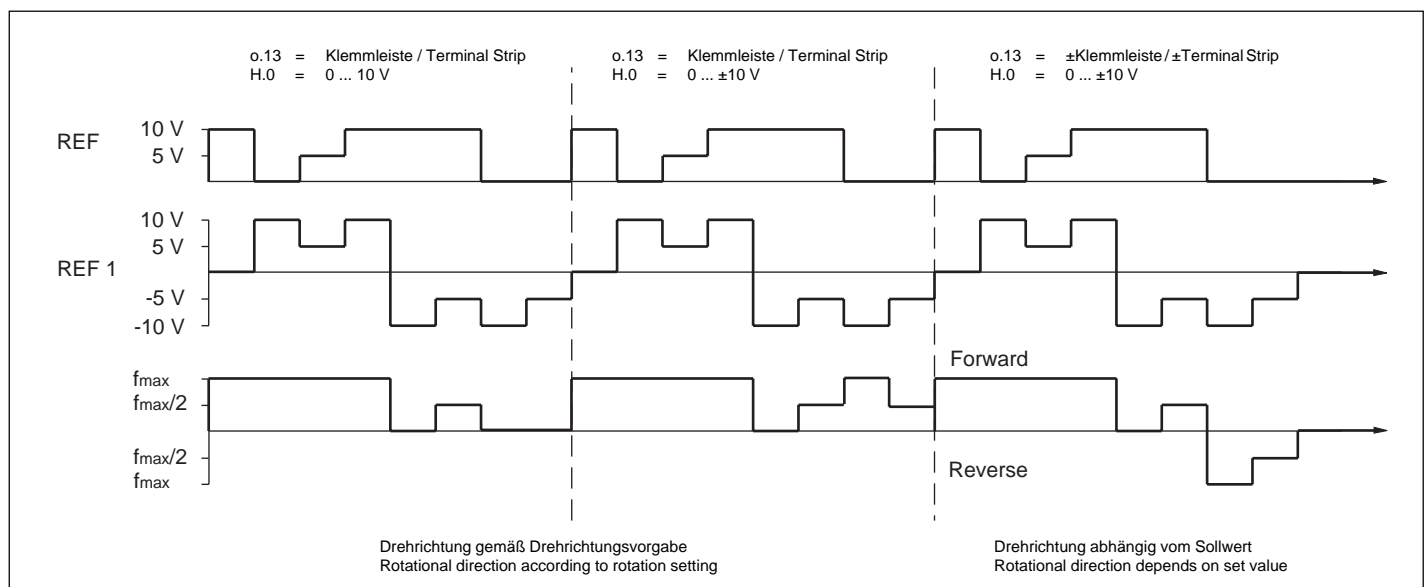 o.13 = Klemmleiste / Terminal Strip
H.0 = 0 ... 10 V
o.13 = Klemmleiste / Terminal Strip
H.0 = 0 ... ±10 V
o.13 = ±Klemmleiste / ±Terminal Strip
H.0 = 0 ... ±10 V
REF
10 V
5 V
REF 1
10 V
5 V
-5 V
-10 V
Forward
fmax
fmax/2
fmax/2
fmax
Reverse
Drehrichtung gemäß Drehrichtungsvorgabe
Rotational direction according to rotation setting
Drehrichtung abhängig vom Sollwert
Rotational direction depends on set value